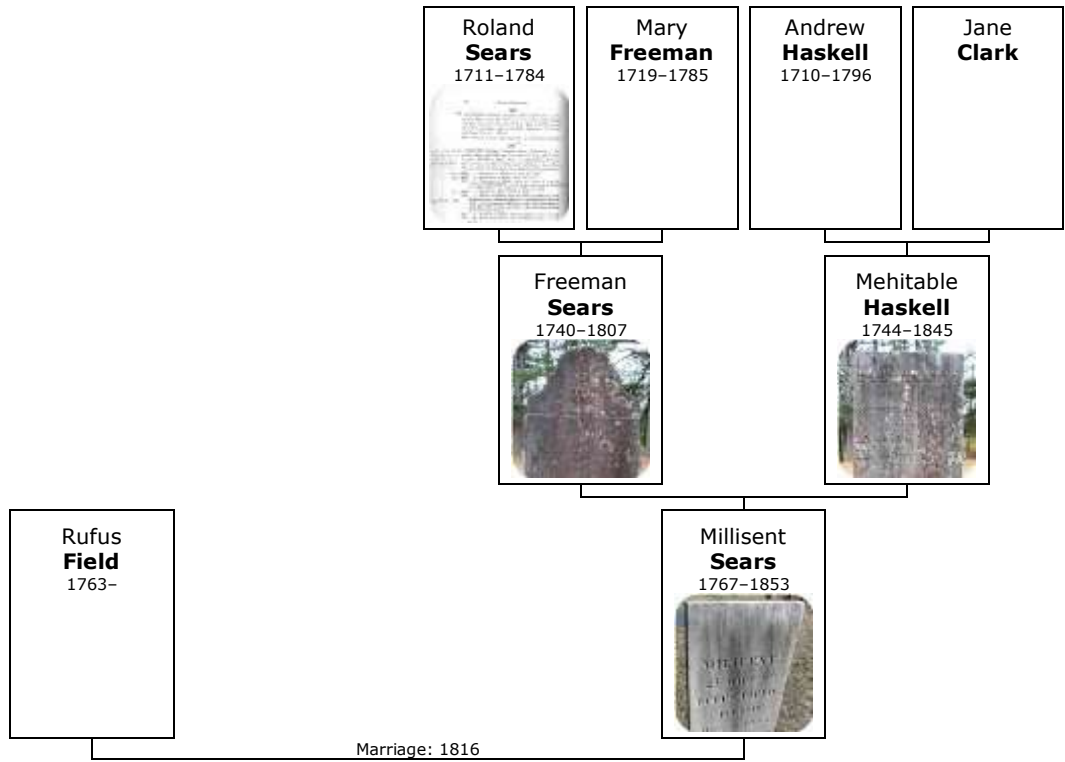 Roland
Sears
1711–1784
Mary
Freeman
1719–1785
Andrew
Haskell
1710–1796
Jane
Clark
Freeman
Sears
1740–1807
Mehitable
Haskell
1744–1845
Rufus
Field
1763–
Millisent
Sears
1767–1853
Marriage: 1816